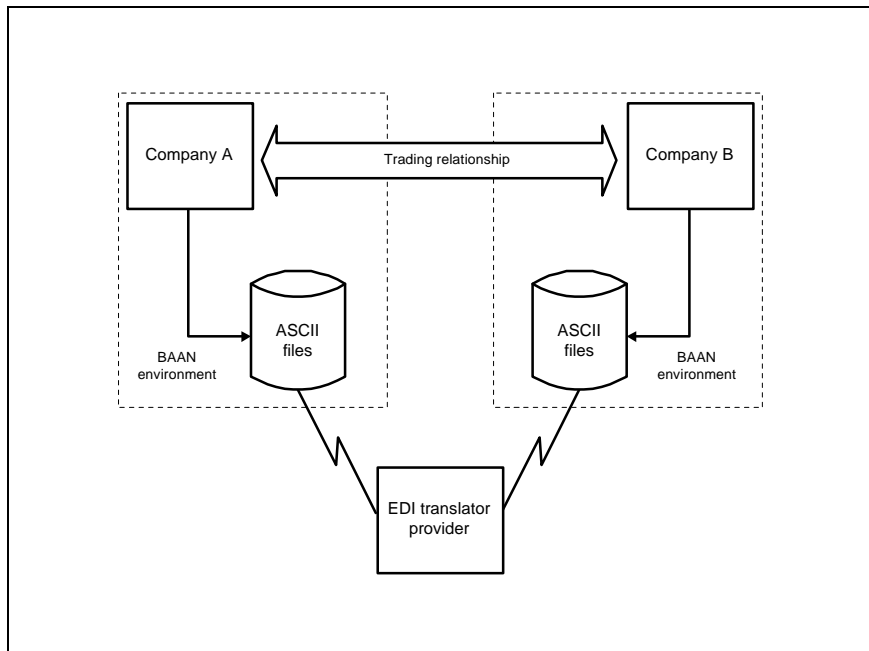 Company A
Trading relationship
Company B
ASCII
files
BAAN
environment
ASCII
files
BAAN
environment
EDI translator
provider